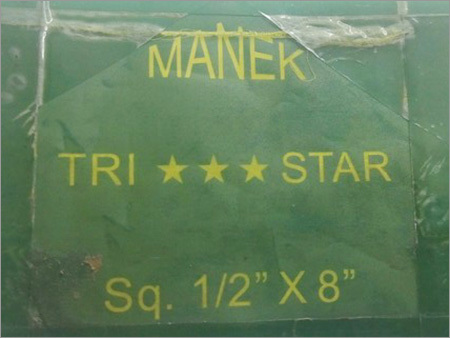 MANEK
TRI ★★★ STAR
Sq. 1/2” X 8”